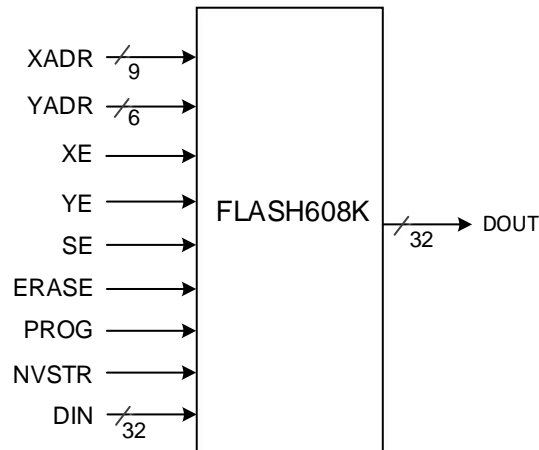 XADR
9
YADR
6
XE
YE
SE
ERASE
PROG
NVSTR
DIN
32
FLASH608K
32
DOUT